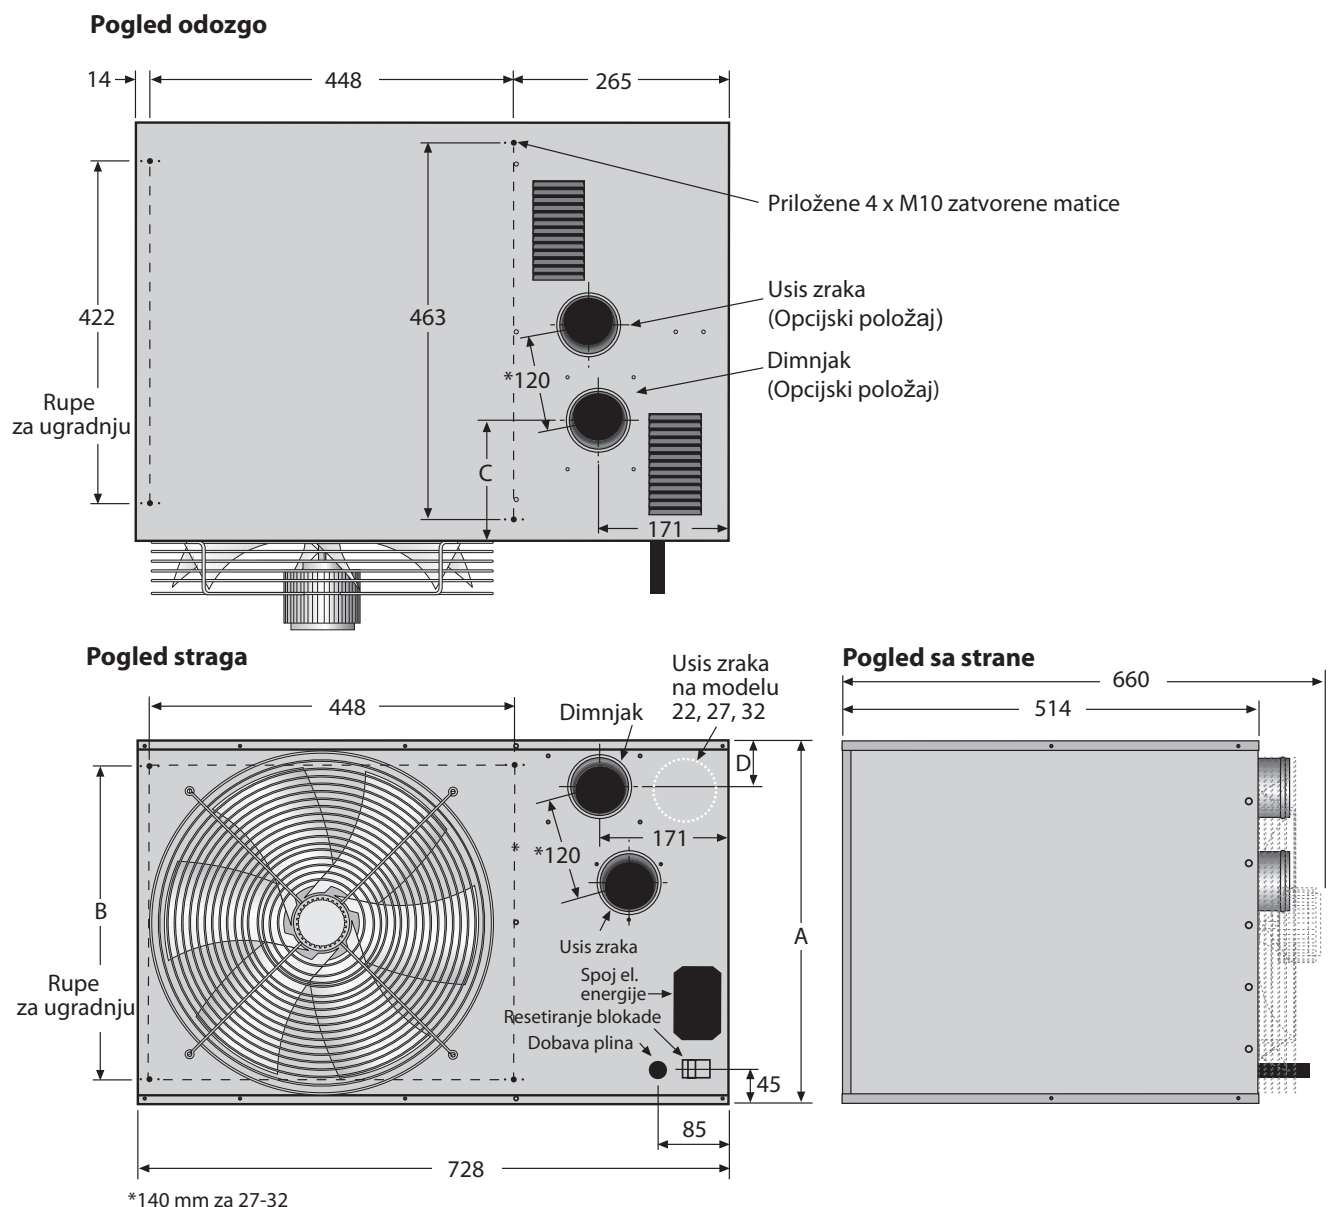 Pogled odozgo
14
448
265
Priložene 4 x M10 zatvorene matice
Usis zraka
(Opcijski položaj)
422
463
*120
Dimnjak
(Opcijski položaj)
Rupe
za ugradnju
C
171
Pogled straga
Usis zraka
na modelu
22, 27, 32
Pogled sa strane
660
448
Dimnjak
514
D
171
*
*120
B
A
Usis zraka
Spoj el.
energije
Rupe
za ugradnju
Resetiranje blokade
Dobava plina
45
85
728
*140 mm za 27-32